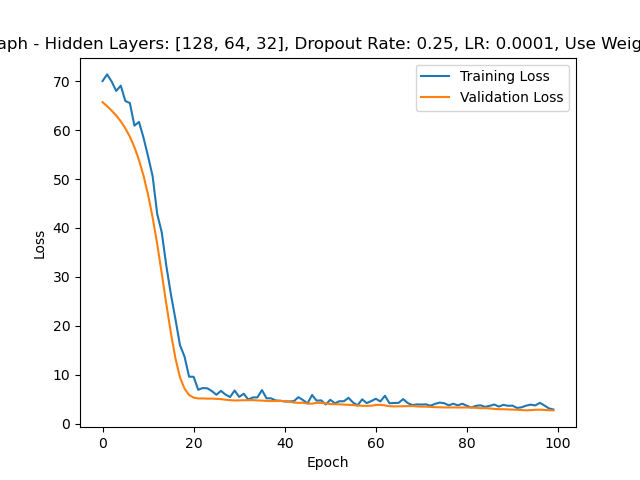 aph - Hidden Layers: [128, 64, 32], Dropout Rate: 0.25, LR: 0.0001, Use Weig
Training Loss
Validation Loss
70
60
50
40
30
20
10
0
Loss
0 20 40 60 80 100
Epoch